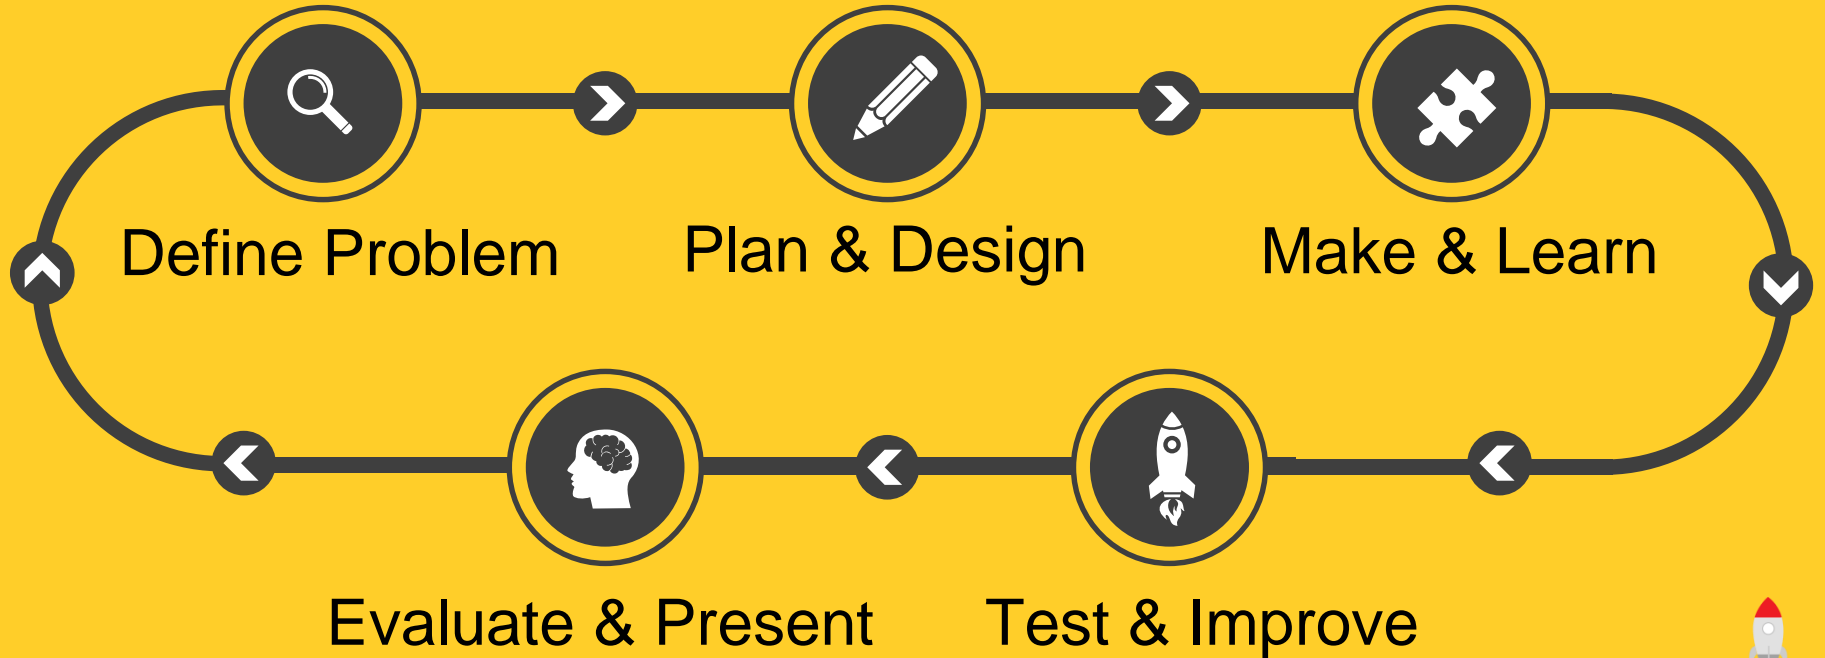 Define Problem
Plan & Design
Make & Learn
Evaluate & Present
Test & Improve